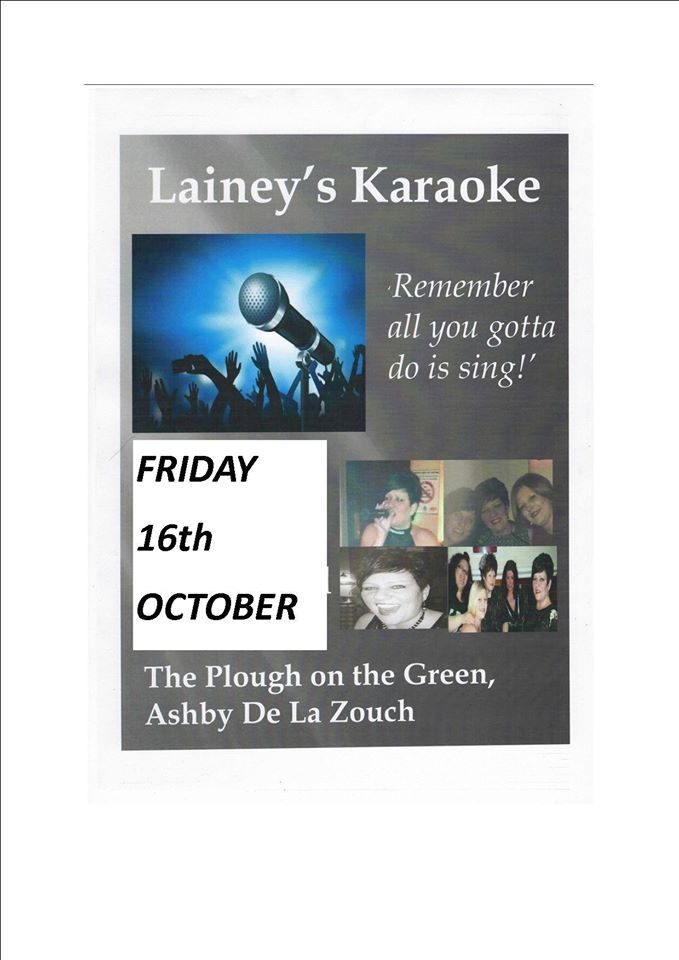 Lainey’s Karaoke
‘Remember
all you gotta
do is sing!’
FRIDAY
16th
OCTOBER
The Plough on the Green,
Ashby De La Zouch